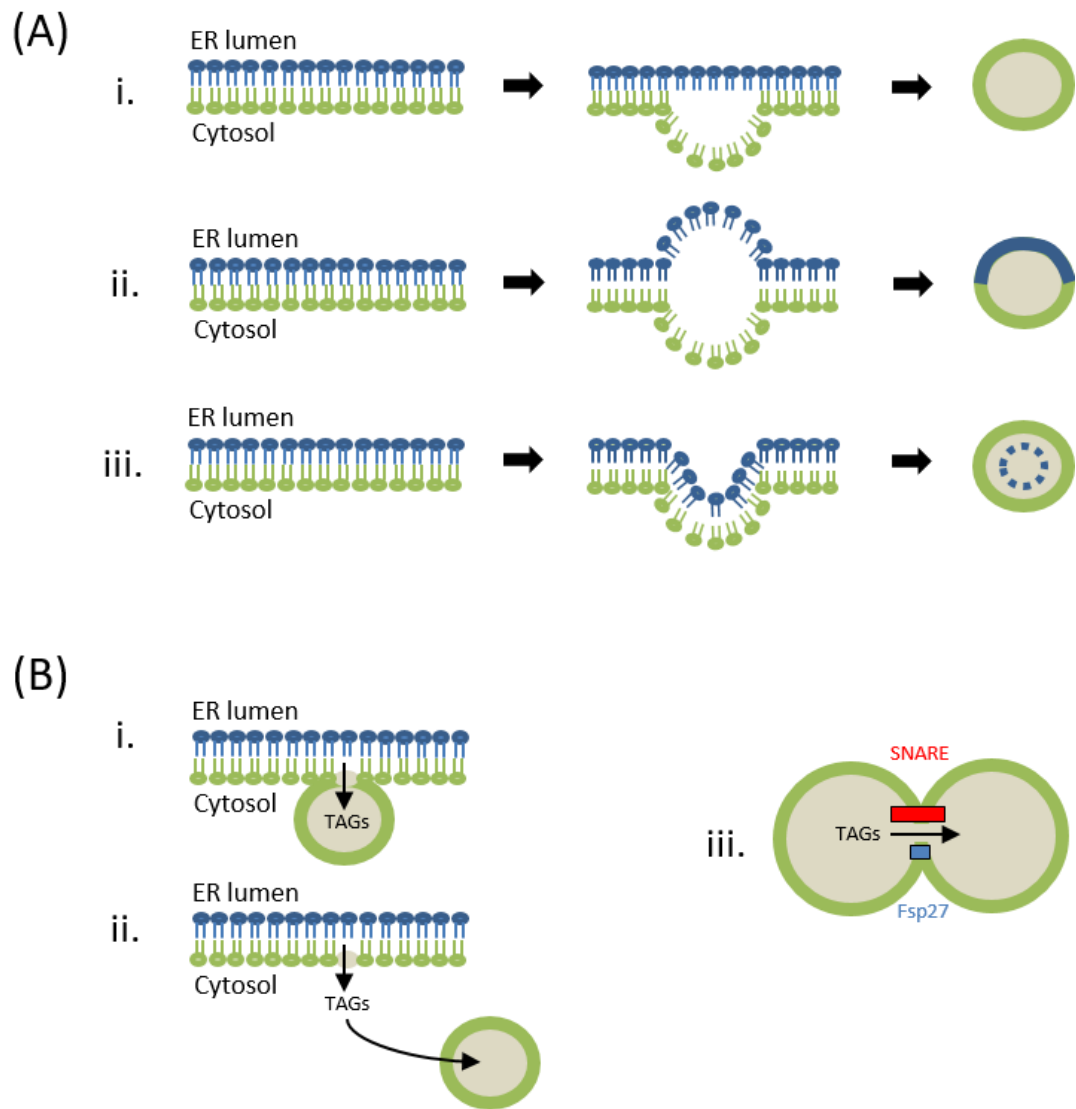 (A)
i.
ER lumen
Cytosol
ii.
ER lumen
Cytosol
iii.
ER lumen
Cytosol
(B)
i.
ER lumen
Cytosol
TAGs
ii.
ER lumen
Cytosol
TAGs
iii.
SNARE
TAGs
Fsp27